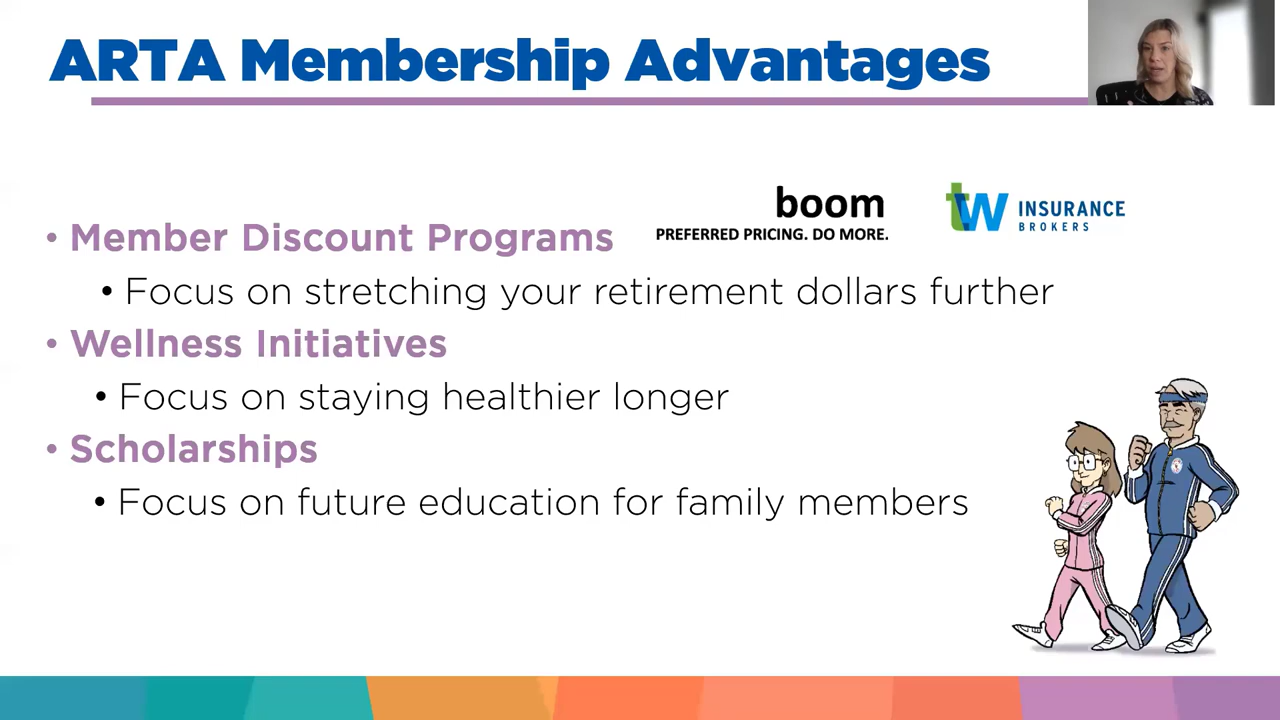 ARTA Membership Advantages
boom
PREFERRED PRICING. DO MORE.
tw INSURANCE
BROKERS
• Member Discount Programs
• Focus on stretching your retirement dollars further
• Wellness Initiatives
• Focus on staying healthier longer
• Scholarships
• Focus on future education for family members